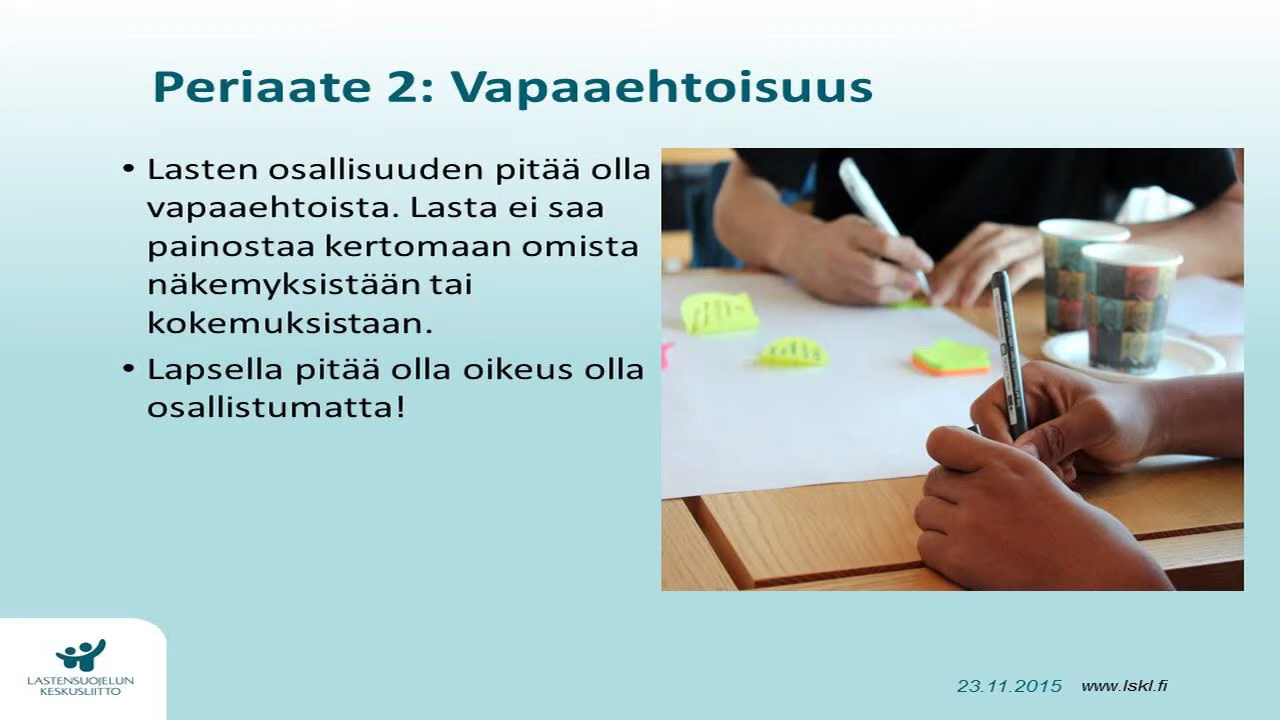 Periaate 2: Vapaaehtoisuus
• Lasten osallisuuden pitää olla
vapaaehtoista. Lasta ei saa
painostaa kertomaan omista
näkemyksistään tai
kokemuksistaan.
• Lapsella pitää olla oikeus olla
osallistumatta!
LASTENSUOJELUN
KESKUSLIITTO
23.11.2015 www.lskl.fi